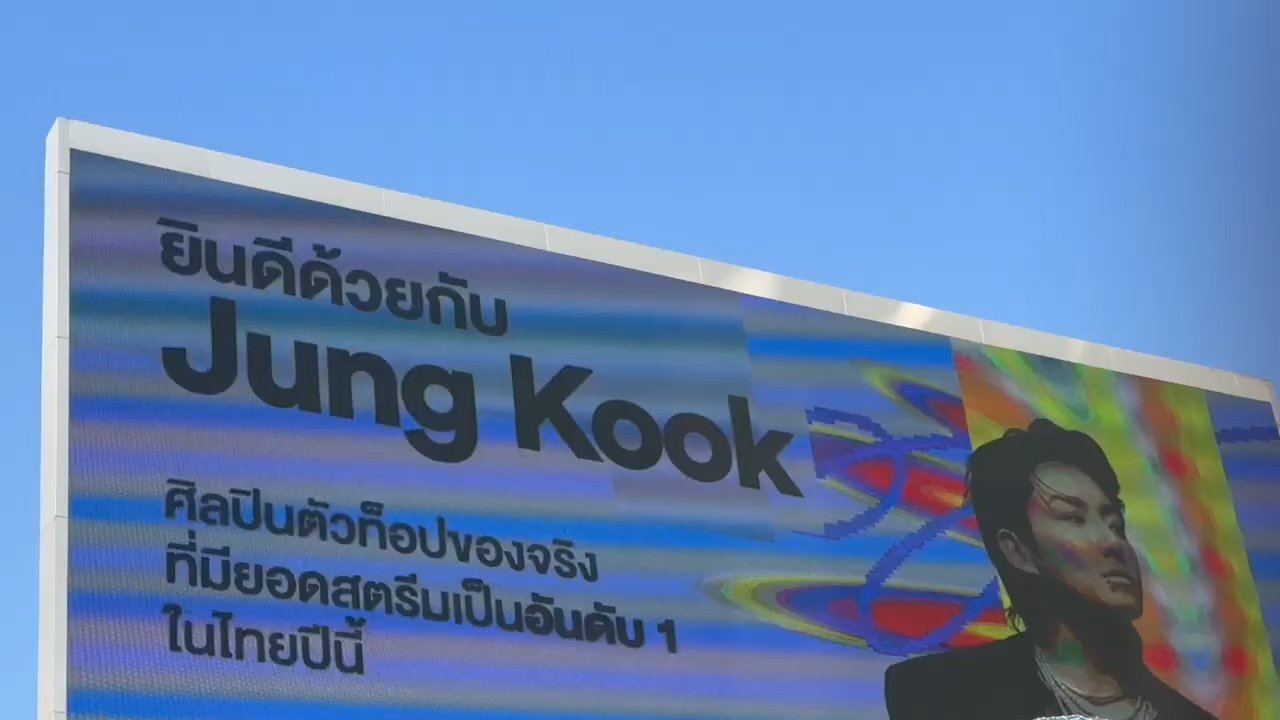 ยินดีด้วยกับ
Jung Kook
ศิลปินตัวท็อปของจริง
ที่มียอดสตรีมเป็นอันดับ 1
ในไทยปีนี้